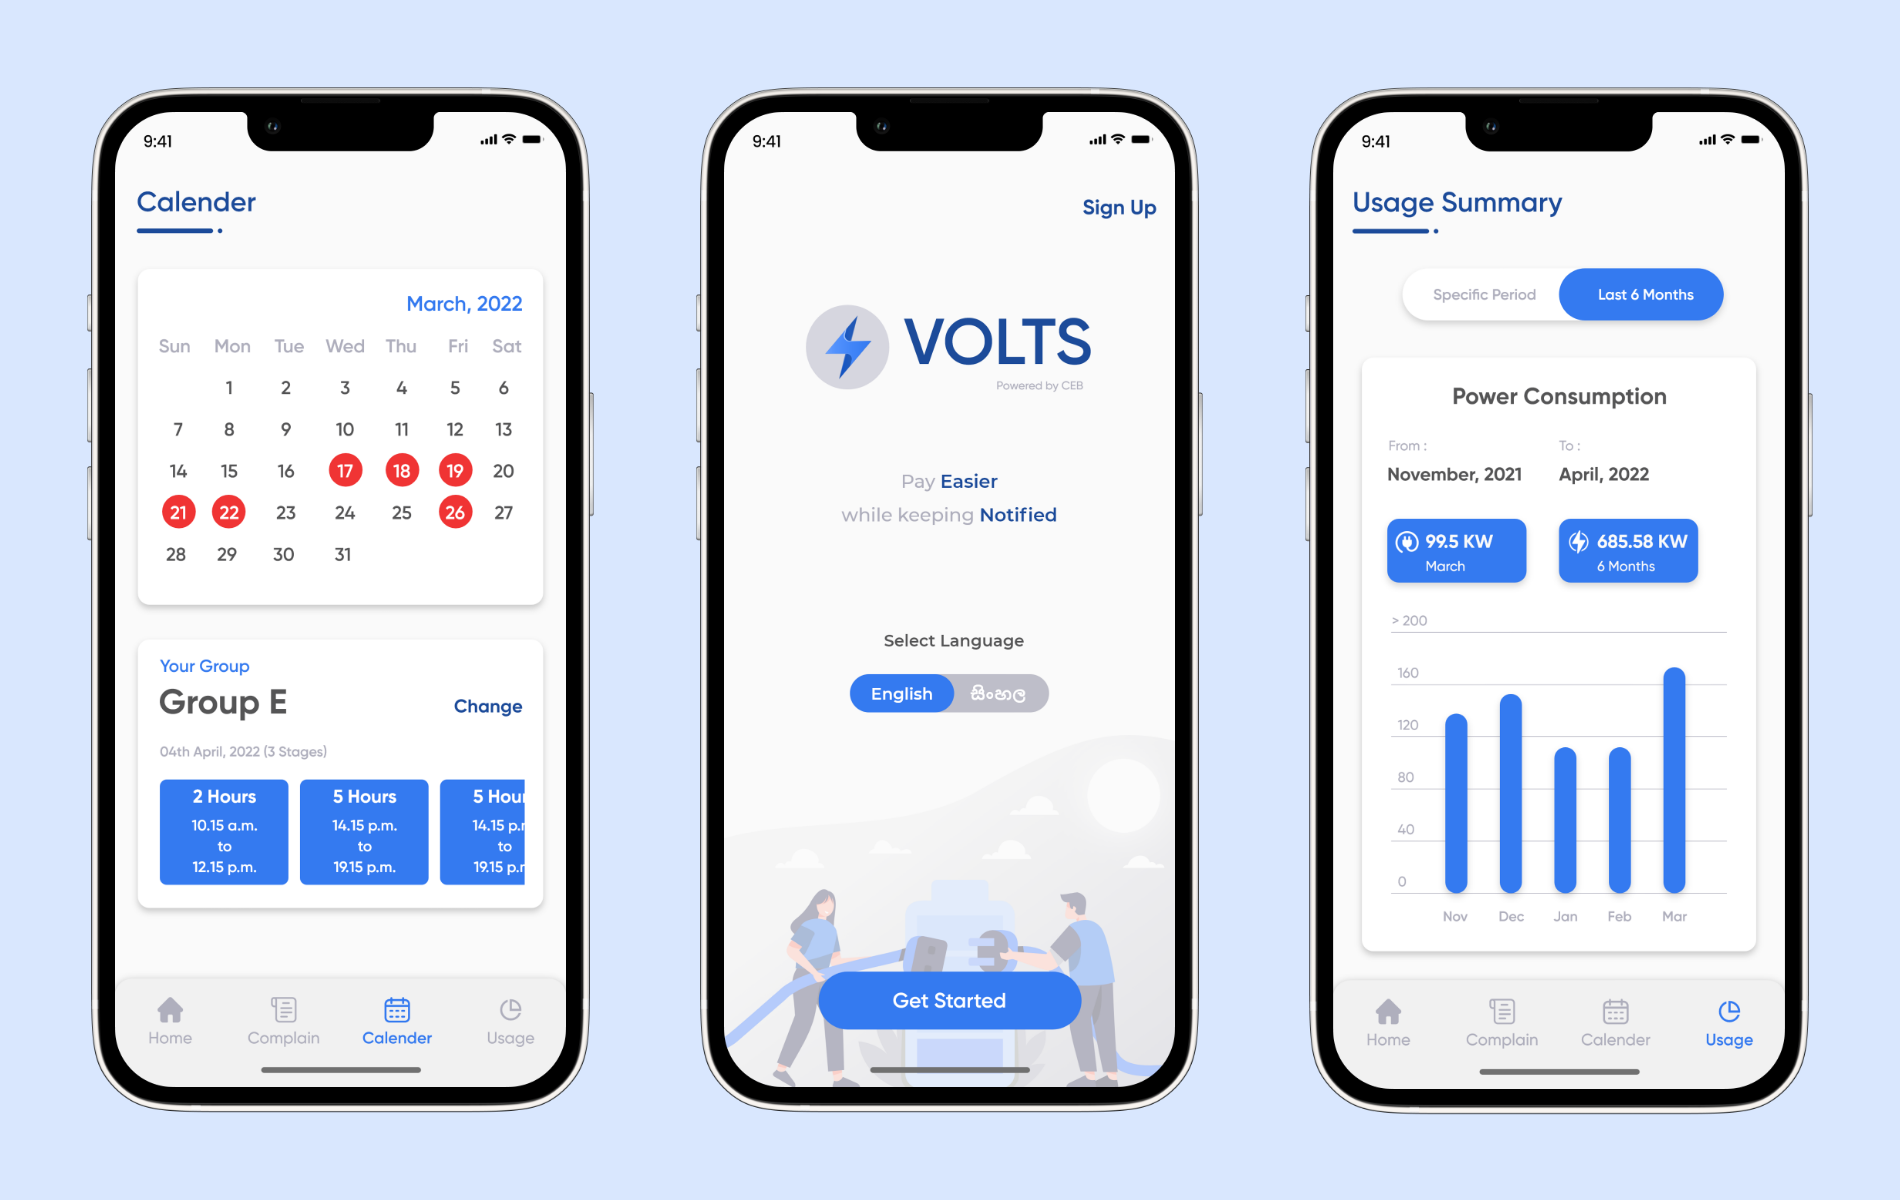 9:41
Calender
March, 2022
Sun Mon Tue Wed Thu Fri Sat
1 2 3 4 5 6
7 8 9 10 11 12 13
14 15 16 17 18 19 20
21 22 23 24 25 26 27
28 29 30 31
Your Group
Group E
Change
04th April, 2022 (3 Stages)
2 Hours
10.15 a.m.
to
12.15 p.m.
5 Hours
14.15 p.m.
to
19.15 p.m.
5 Hour
14.15 p.
to
19.15 p.
Home Complain Calender Usage
9:41
Sign Up
VOLTS
Powered by CEB
Pay Easier
while keeping Notified
Select Language
English සිංහල
Get Started
9:41
Usage Summary
Specific Period Last 6 Months
Power Consumption
From : To :
November, 2021 April, 2022
99.5 KW
March
685.58 KW
6 Months
> 200
160
120
80
40
0
Nov Dec Jan Feb Mar
Home Complain Calender Usage